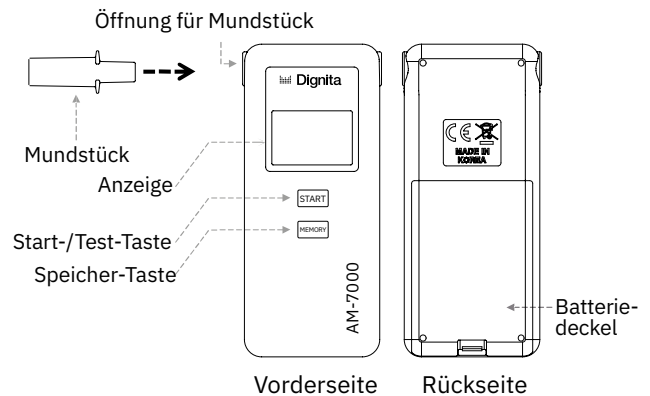 Öffnung für Mundstück
Dignita
Mundstück
Anzeige
START
Start-/Test-Taste
MEMORY
Speicher-Taste
AM-7000
CE
MADE IN
KOREA
Batterie-
deckel
Vorderseite
Rückseite